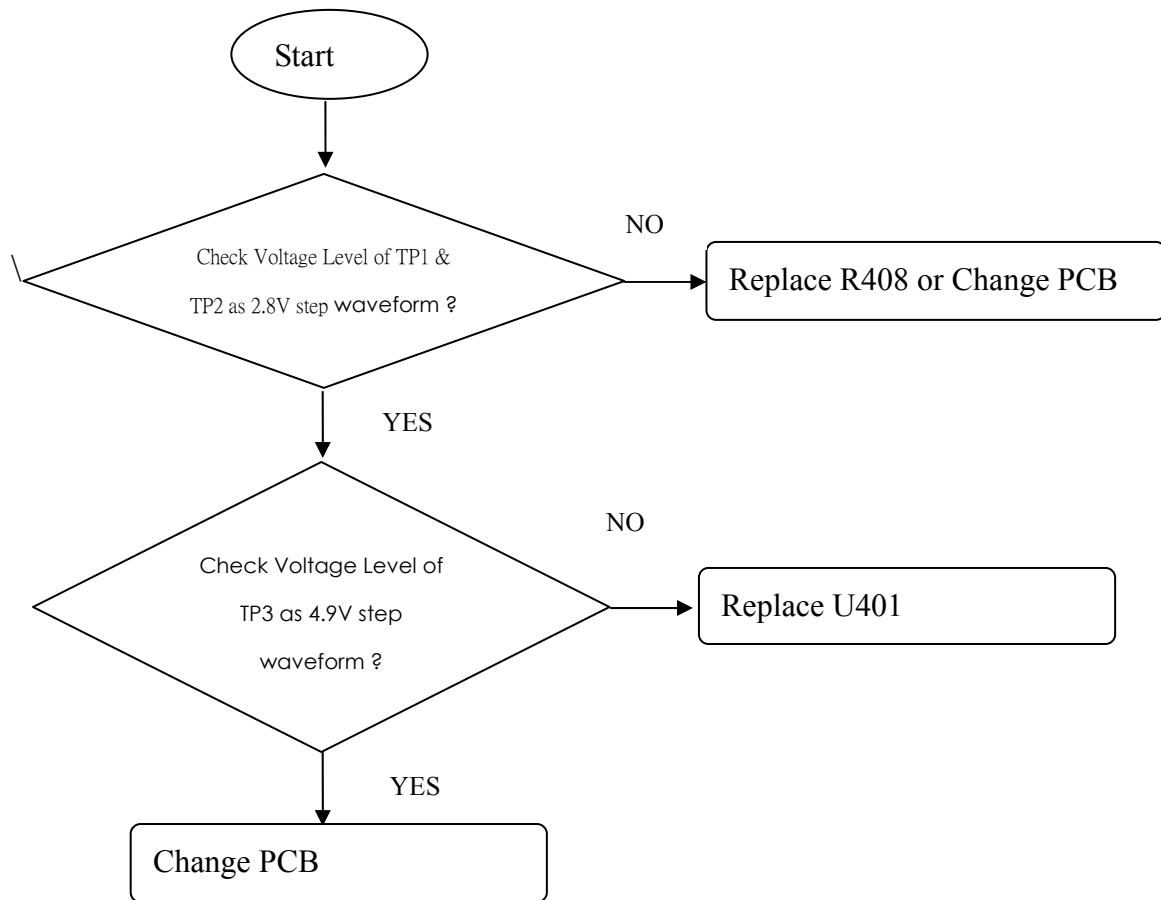 Start
Check Voltage Level of TP1 &
TP2 as 2.8V step waveform ?
NO
Replace R408 or Change PCB
YES
Check Voltage Level of
TP3 as 4.9V step
waveform ?
NO
Replace U401
YES
Change PCB